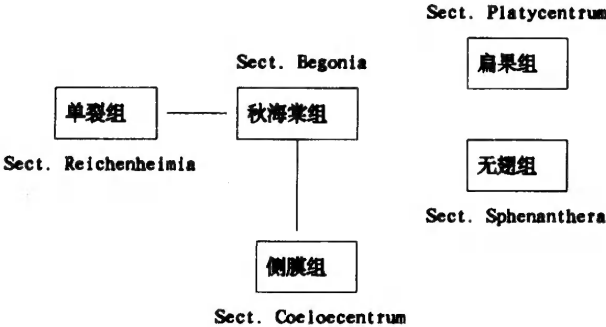 Sect. Platycentrum
扁果组
Sect. Begonia
单裂组
秋海棠组
Sect. Reichenheimia
无翅组
Sect. Sphenanthera
侧膜组
Sect. Coeloecentrum